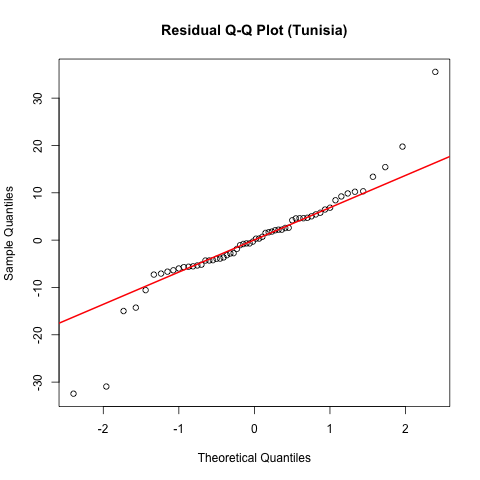 Residual Q-Q Plot (Tunisia)
Sample Quantiles
30
20
10
0
-10
-20
-30
-2 -1 0 1 2
Theoretical Quantiles